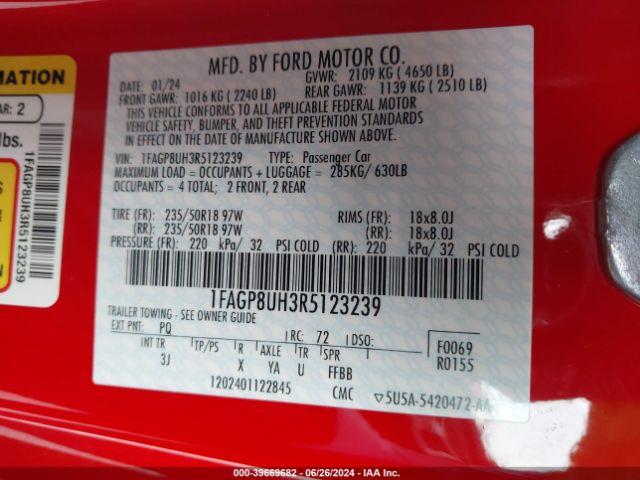 MFD. BY FORD MOTOR CO.
01/24 GVWR: 2109 KG ( 4650 LB)
FRONT GAWR: 1016 KG ( 2240 LB) REAR GAWR: 1139 KG ( 2510 LB)
THIS VEHICLE CONFORMS TO ALL APPLICABLE FEDERAL MOTOR
VEHICLE SAFETY, BUMPER, AND THEFT PREVENTION STANDARDS
IN EFFECT ON THE DATE OF MANUFACTURE SHOWN ABOVE.
VIN: 1FAGP8UH3R5123239 TYPE: Passenger Car
MAXIMUM LOAD = OCCUPANTS + LUGGAGE = 285KG/ 630LB
OCCUPANTS = 4 TOTAL; 2 FRONT, 2 REAR
TIRE (FR): 235/50R18 97W RIMS (FR): 18x8.0J
(RR): 235/50R18 97W (RR): 18x8.0J
PRESSURE (FR): 220 kPa/ 32 PSI COLD (RR): 220 kPa/ 32 PSI COLD
1FAGP8UH3R5123239
TRAILER TOWING - SEE OWNER GUIDE
EXT PNT: PQ RC: 72 DSO: F0069
INT TR TP/PS R AXLE TR SPR R0155
3J X YA U FFBB
1202401122845 CMC ▽5U5A-5420472-AA
MATION
AR: 2
lbs.
1FAGP8UH3R5123239
000-39669682 - 06/26/2024 - IAA Inc.